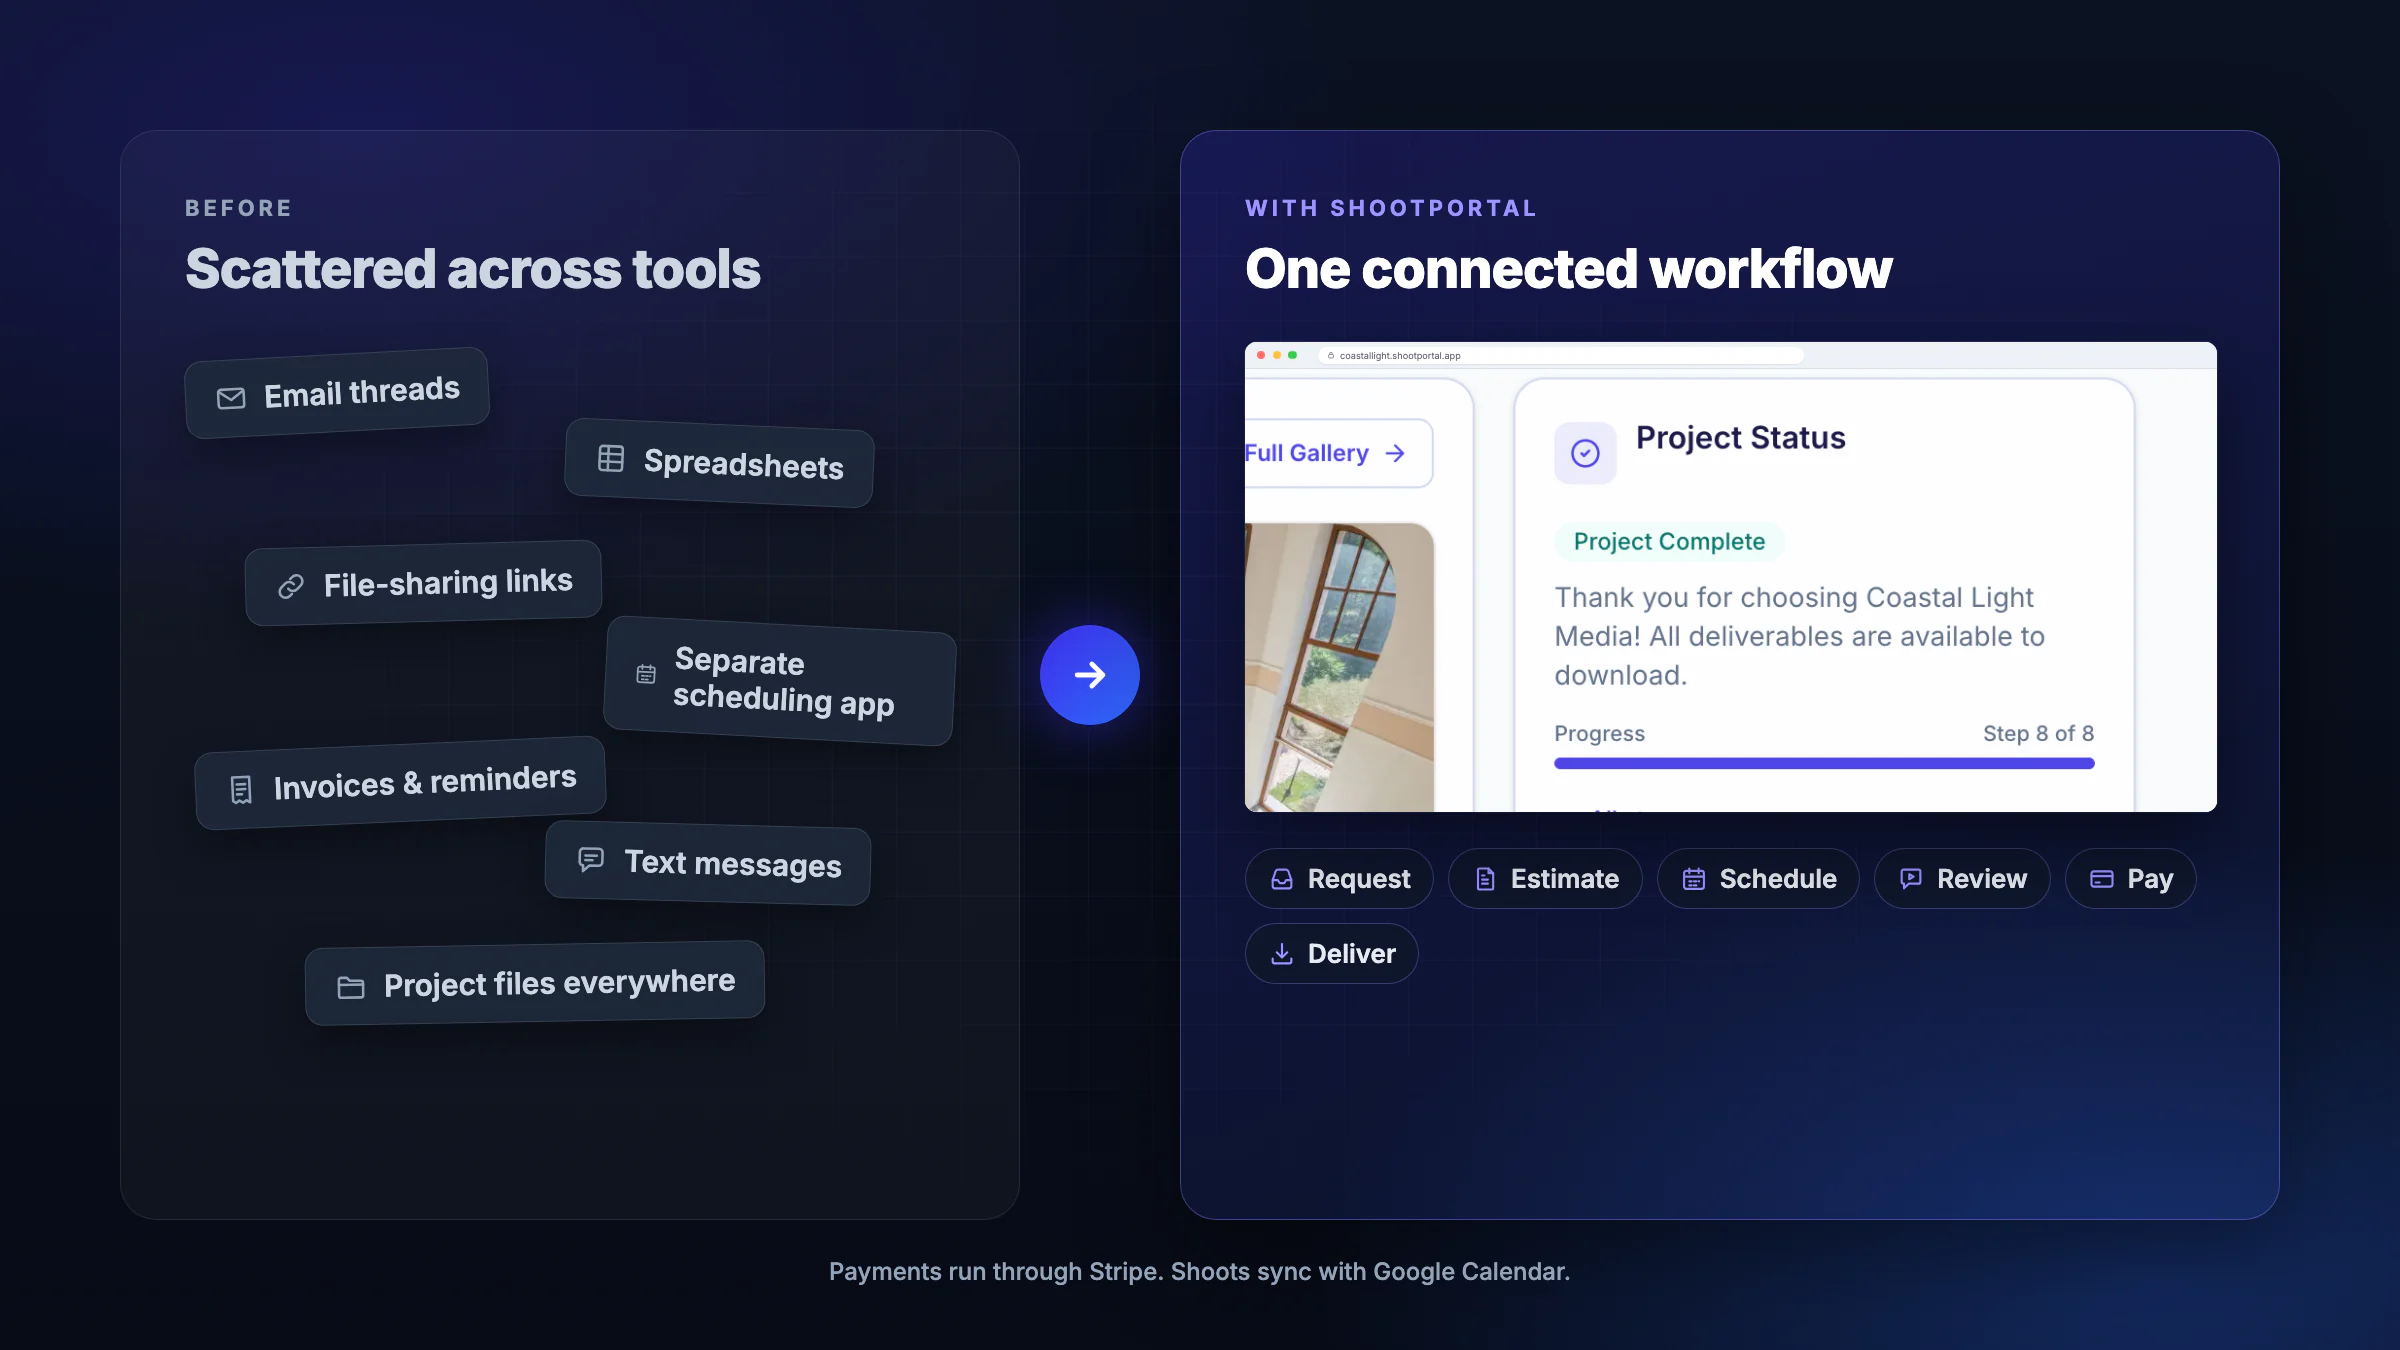 BEFORE
Scattered across tools
Email threads
Spreadsheets
File-sharing links
Separate
scheduling app
Invoices & reminders
Text messages
Project files everywhere
WITH SHOOTPORTAL
One connected workflow
coastallight.shootportal.app
Full Gallery
Project Status
Project Complete
Thank you for choosing Coastal Light
Media! All deliverables are available to
download.
Progress
Step 8 of 8
Request
Estimate
Schedule
Review
Pay
Deliver
Payments run through Stripe. Shoots sync with Google Calendar.